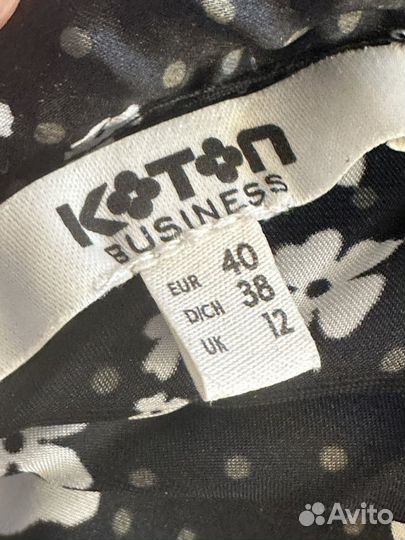 KOTON
BUSINESS
EUR 40
D/CH 38
UK 12
Avito